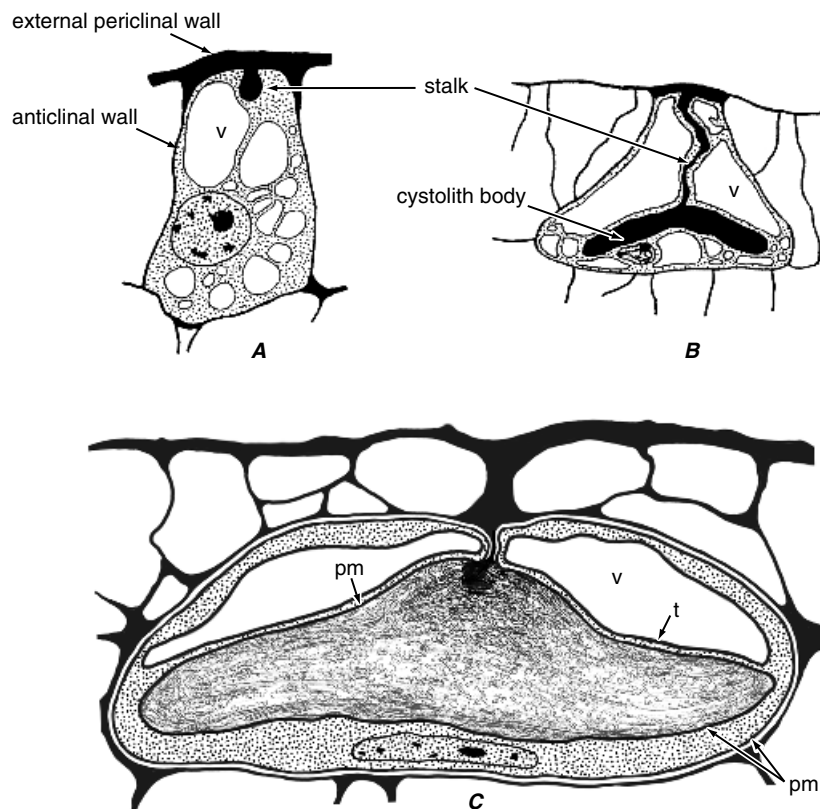 external periclinal wall
stalk
anticlinal wall
v
cystolith body
v
A
B
pm
v
t
pm
C